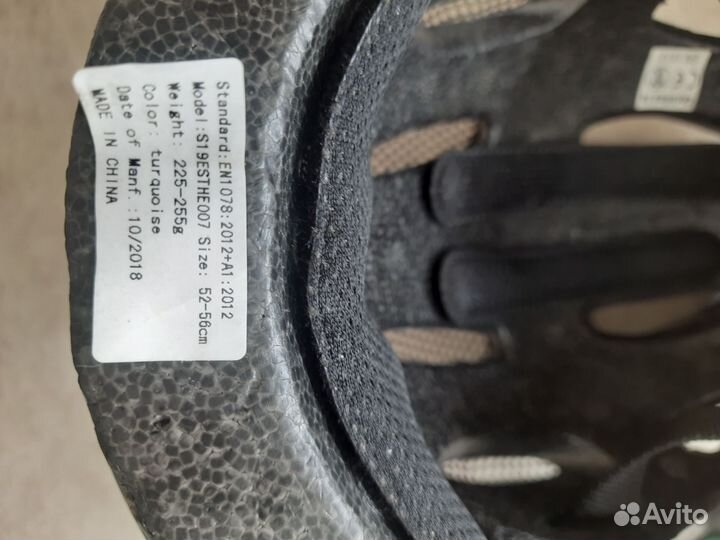 Standard:EN1078:2012+A1:2012
Model:S19ESTHE007 Size: 52-56cm
Weight: 225-255g
Color: turquoise
Date of Manf.:10/2018
MADE IN CHINA
CE
Avito